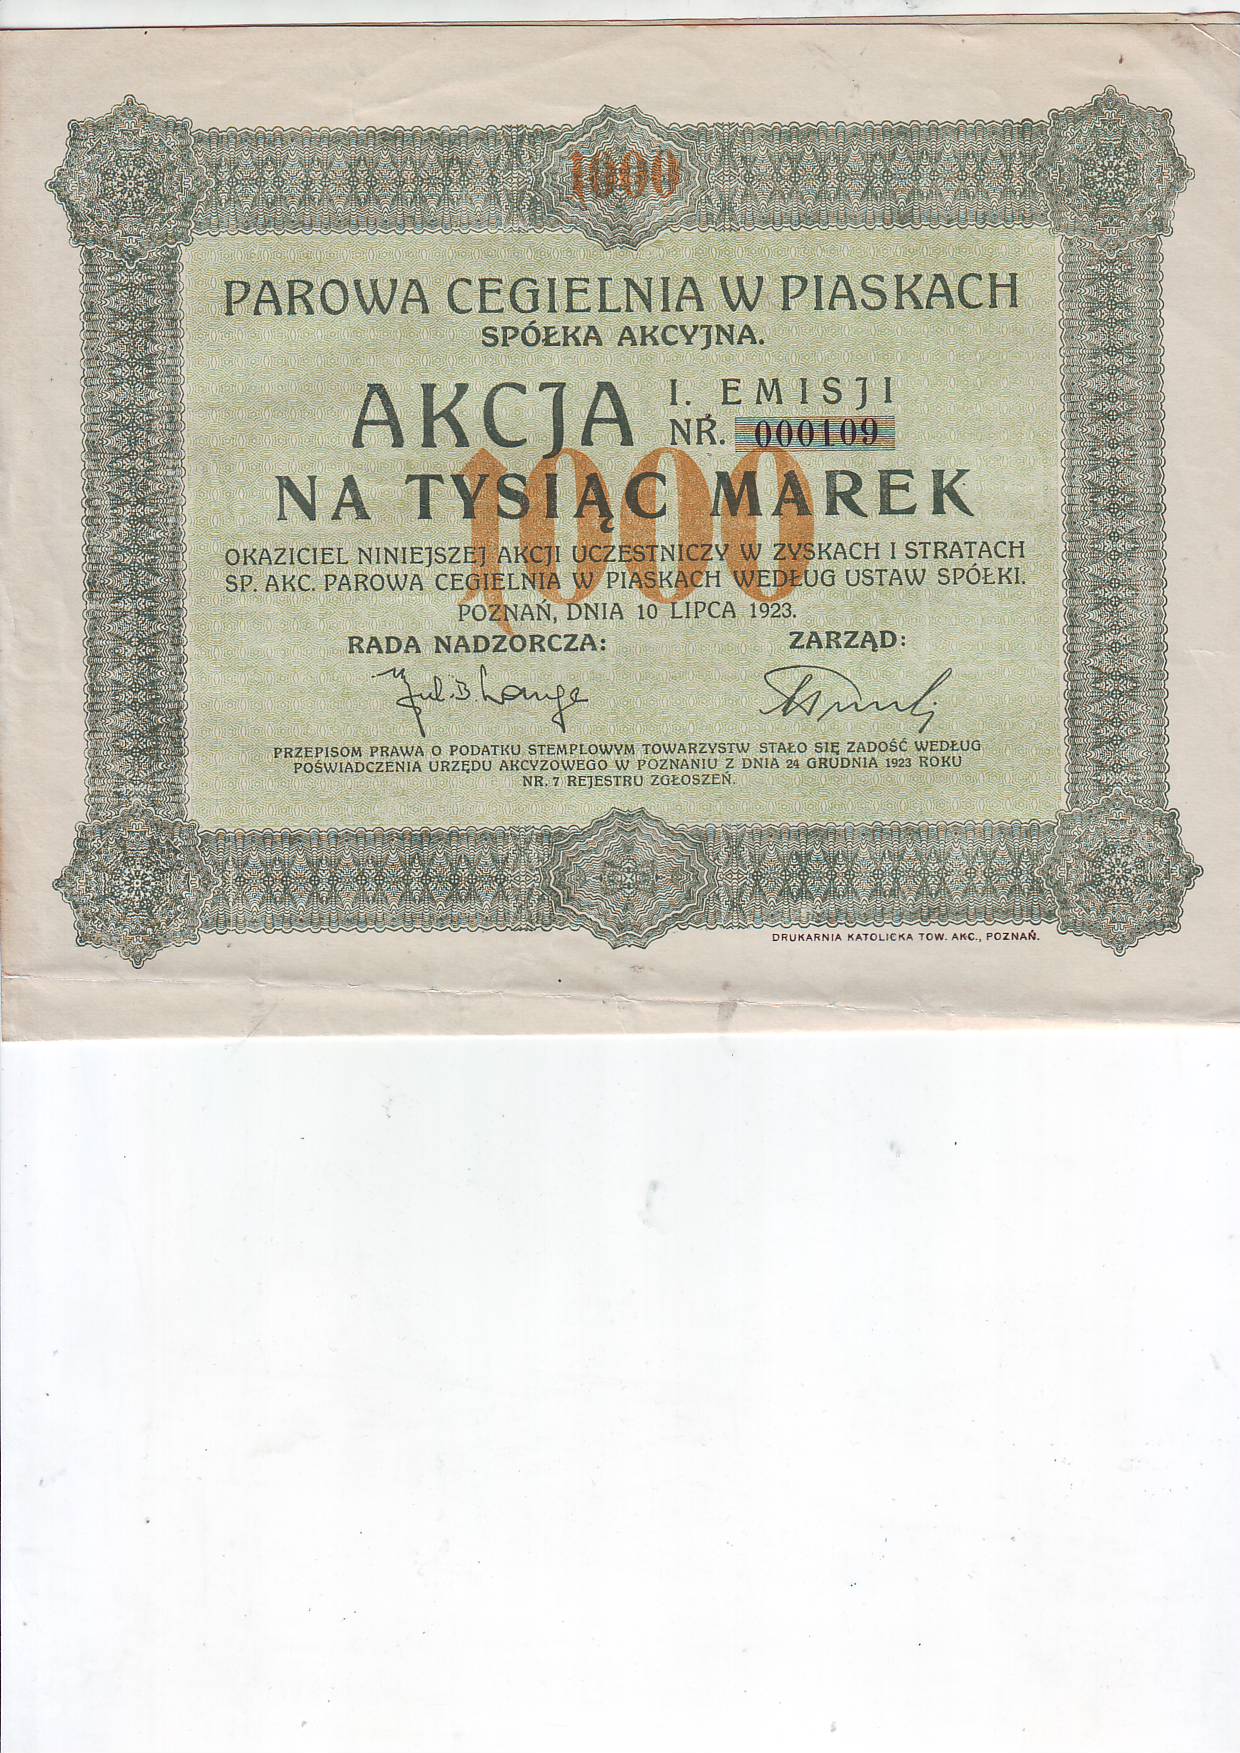 1000
PAROWA CEGIELNIA W PIASKACH
SPÓŁKA AKCYJNA.
AKCJA I. EMISJI
NR. 000109
1000
NA TYSIĄC MAREK
OKAZICIEL NINIEJSZEJ AKCJI UCZESTNICZY W ZYSKACH I STRATACH
SP. AKC. PAROWA CEGIELNIA W PIASKACH WEDŁUG USTAW SPÓŁKI.
POZNAŃ, DNIA 10 LIPCA 1923.
RADA NADZORCZA: ZARZĄD:
Jul. B. Lange
PRZEPISOM PRAWA O PODATKU STEMPLOWYM TOWARZYSTW STAŁO SIĘ ZADOŚĆ WEDŁUG
POŚWIADCZENIA URZĘDU AKCYZOWEGO W POZNANIU Z DNIA 24 GRUDNIA 1923 ROKU
NR. 7 REJESTRU ZGŁOSZEŃ.
DRUKARNIA KATOLICKA TOW. AKC., POZNAŃ.